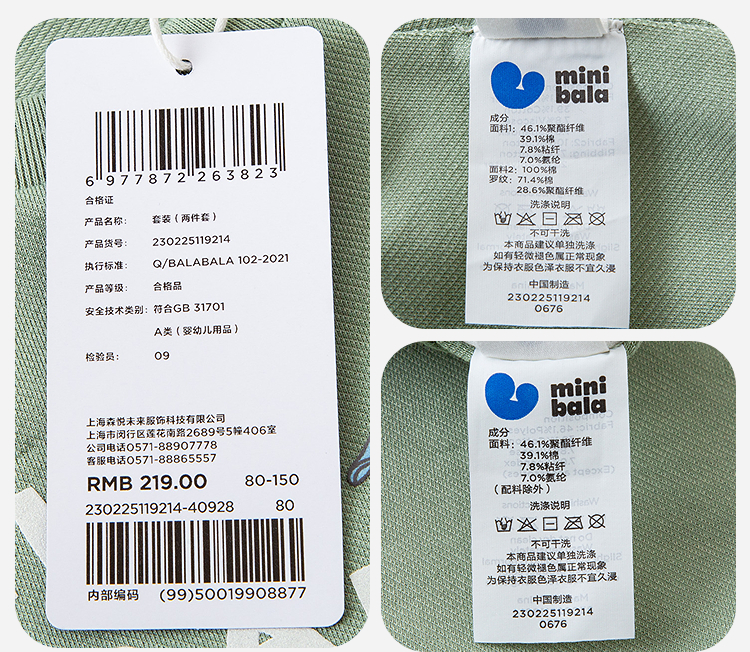 6 977872 263823
合格证
产品名称: 套装(两件套)
产品货号: 230225119214
执行标准: Q/BALABALA 102-2021
产品等级: 合格品
安全技术类别: 符合GB 31701
A类(婴幼儿用品)
检验员: 09
上海森悦未来服饰科技有限公司
上海市闵行区莲花南路2689号5幢406室
公司电话0571-88907778
客服电话0571-88865557
RMB 219.00 80-150
230225119214-40928 80
内部编码 (99)50019908877
mini
bala
成分
面料1: 46.1%聚酯纤维
39.1%棉
7.8%粘纤
7.0%氨纶
面料2: 100%棉
罗纹: 71.4%棉
28.6%聚酯纤维
洗涤说明
不可干洗
本商品建议单独洗涤
如有轻微褪色属正常现象
为保持衣服色泽衣服不宜久浸
中国制造
230225119214
0676
mini
bala
成分
面料: 46.1%聚酯纤维
39.1%棉
7.8%粘纤
7.0%氨纶
(配料除外)
洗涤说明
不可干洗
本商品建议单独洗涤
如有轻微褪色属正常现象
为保持衣服色泽衣服不宜久浸
中国制造
230225119214
0676